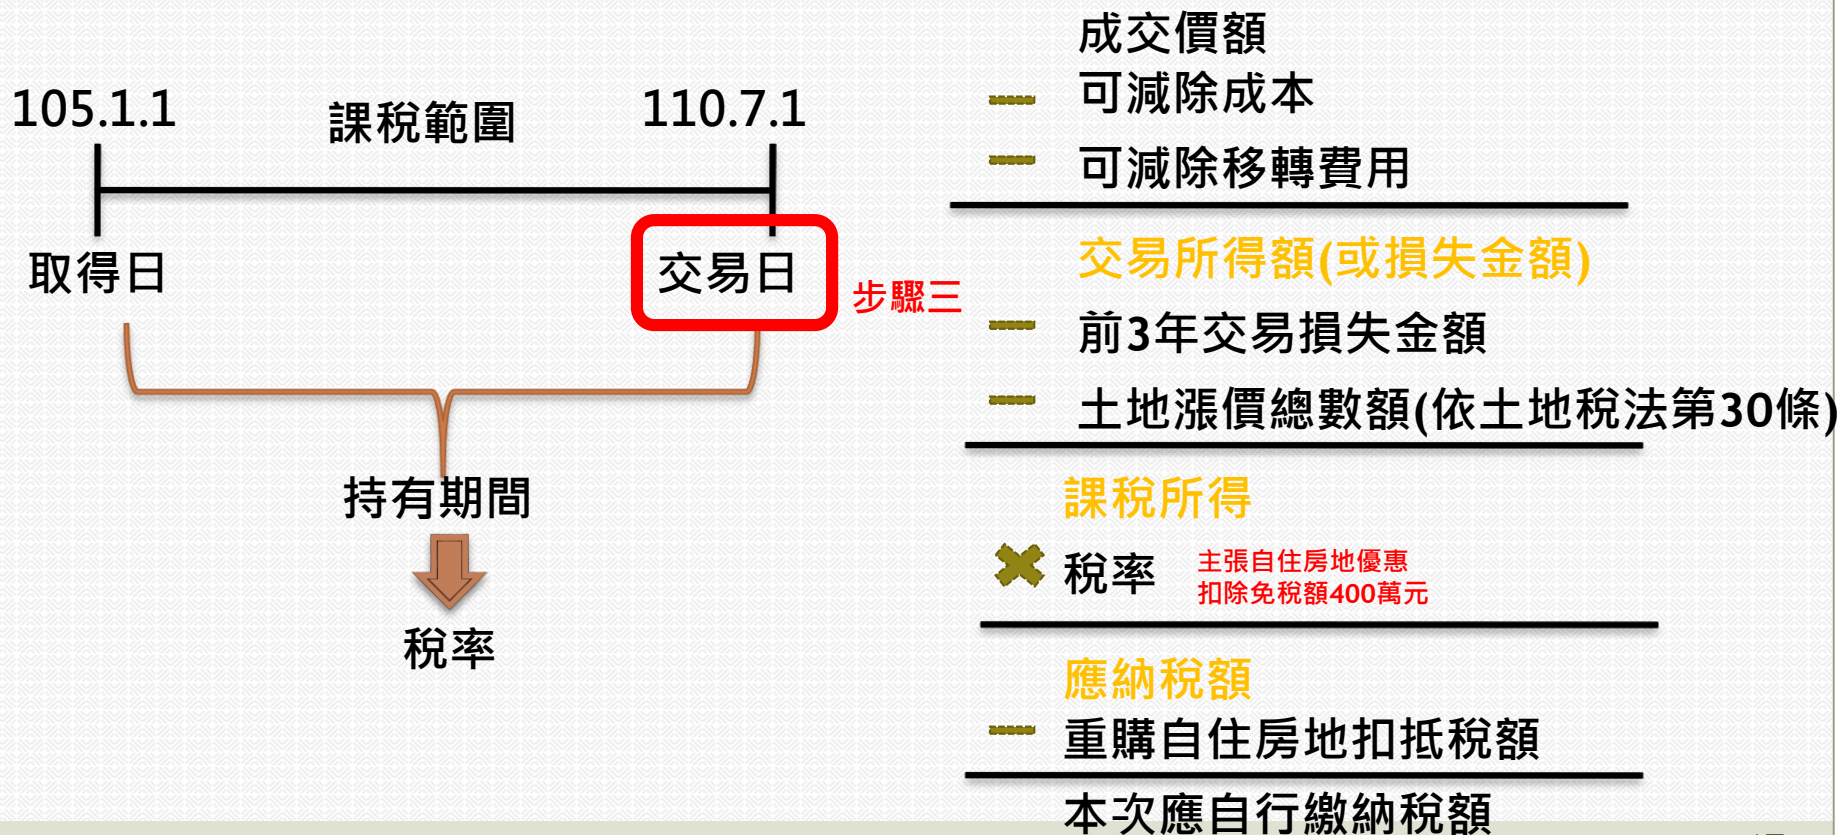 105.1.1
課稅範圍
110.7.1
取得日
交易日
步驟三
持有期間
稅率
成交價額
可減除成本
可減除移轉費用
交易所得額(或損失金額)
前3年交易損失金額
土地漲價總數額(依土地稅法第30條)
課稅所得
稅率
主張自住房地優惠
扣除免稅額400萬元
應納稅額
重購自住房地扣抵稅額
本次應自行繳納稅額